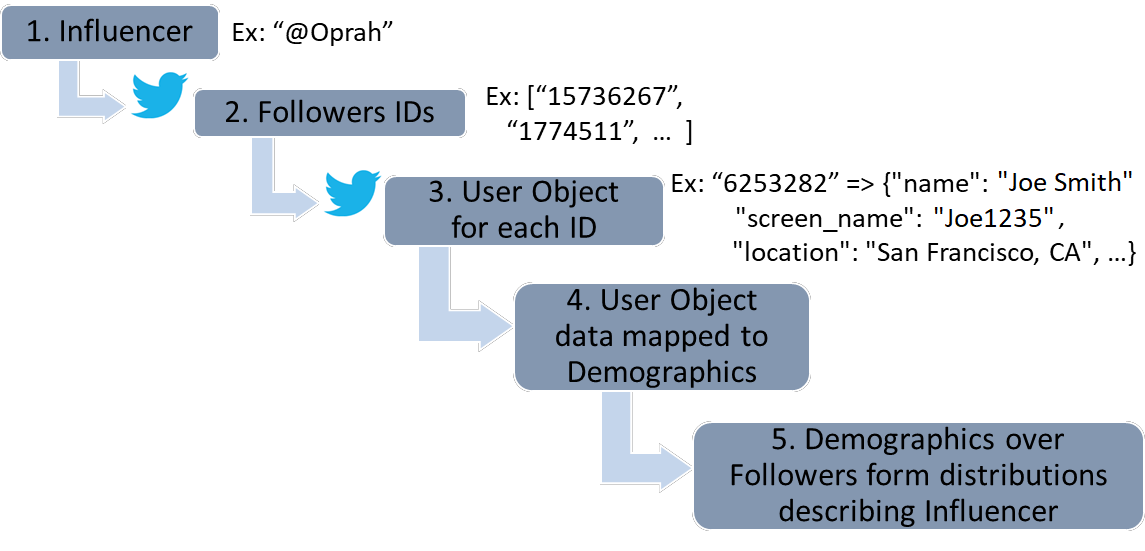 1. Influencer
Ex: “@Oprah”
2. Followers IDs
Ex: [“15736267”,
“1774511”, … ]
3. User Object
for each ID
Ex: “6253282” => {"name": "Joe Smith"
"screen_name": "Joe1235",
"location": "San Francisco, CA", …}
4. User Object
data mapped to
Demographics
5. Demographics over
Followers form distributions
describing Influencer